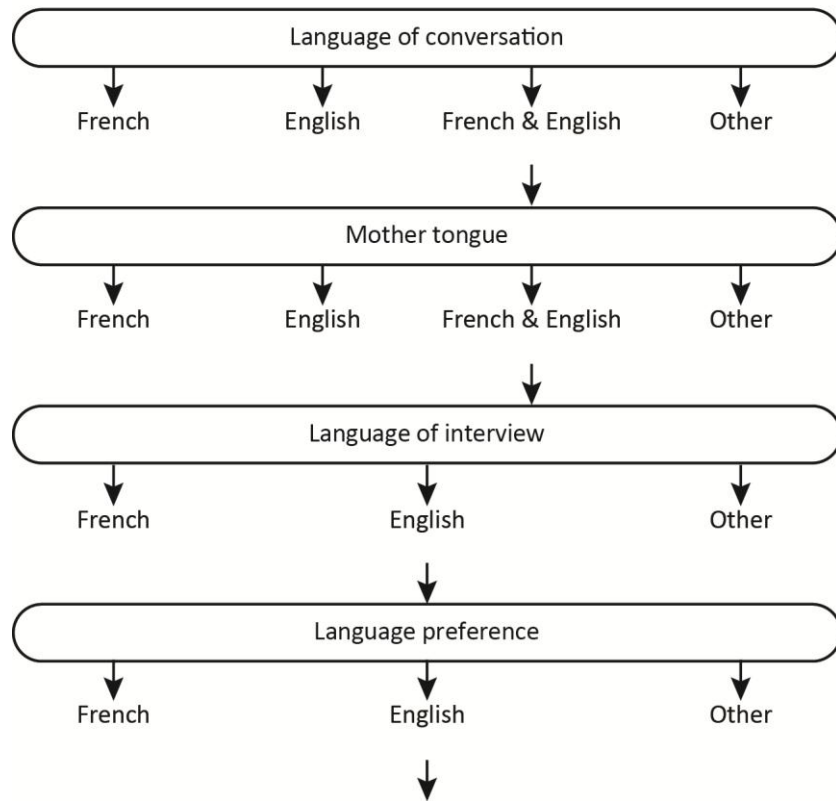 Language of conversation
French English French & English Other
Mother tongue
French English French & English Other
Language of interview
French English Other
Language preference
French English Other